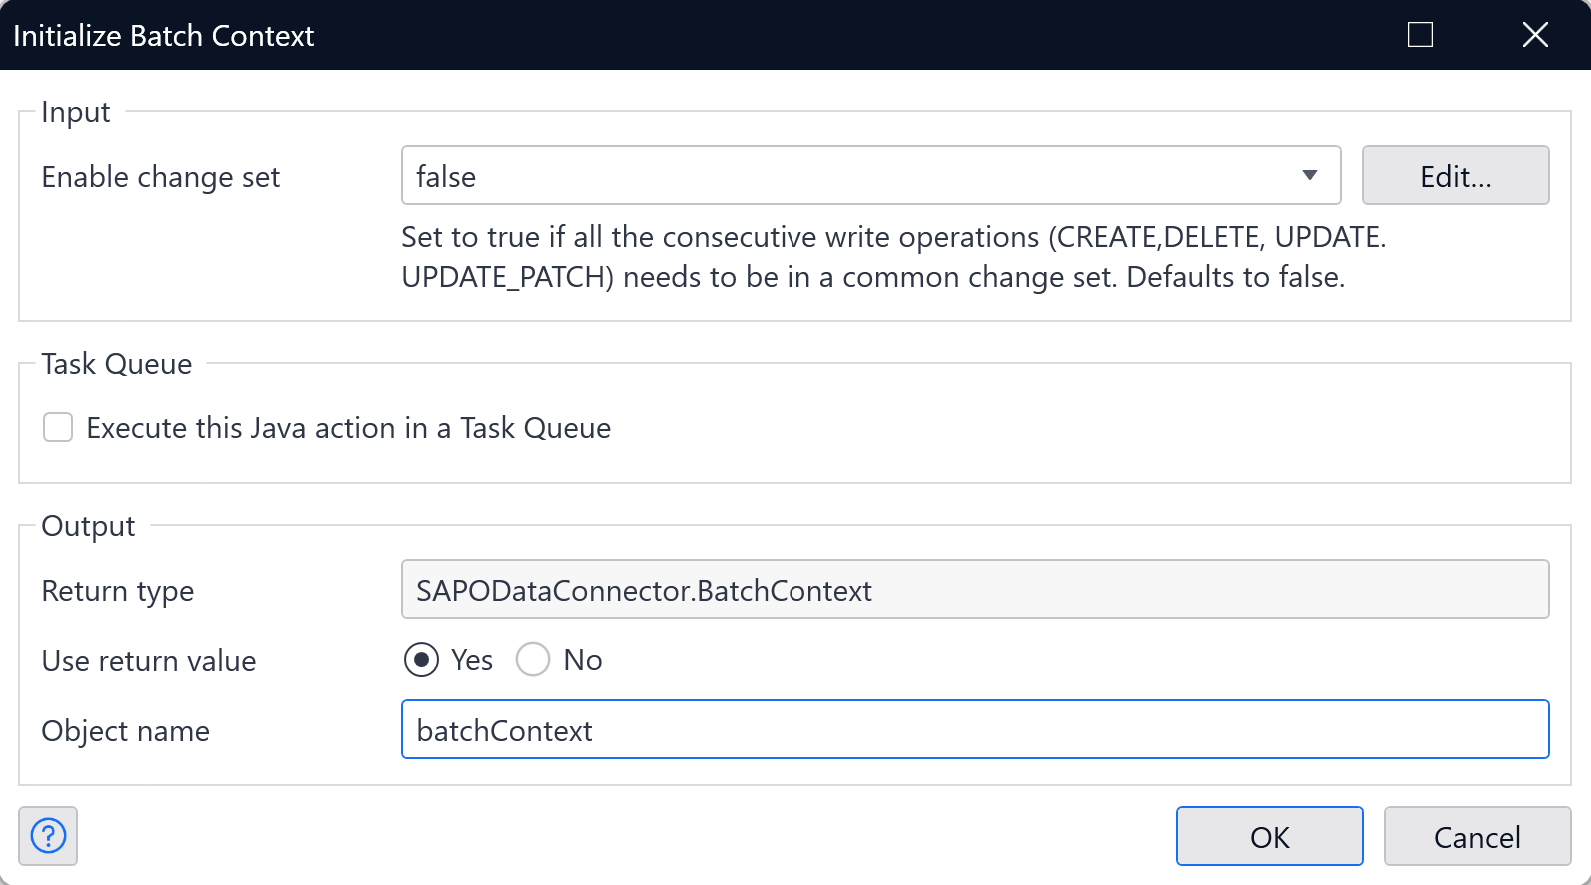 Initialize Batch Context
Input
Enable change set
false
Edit...
Set to true if all the consecutive write operations (CREATE,DELETE, UPDATE.
UPDATE_PATCH) needs to be in a common change set. Defaults to false.
Task Queue
Execute this Java action in a Task Queue
Output
Return type
SAPODataConnector.BatchContext
Use return value
Yes
No
Object name
batchContext
?
OK
Cancel